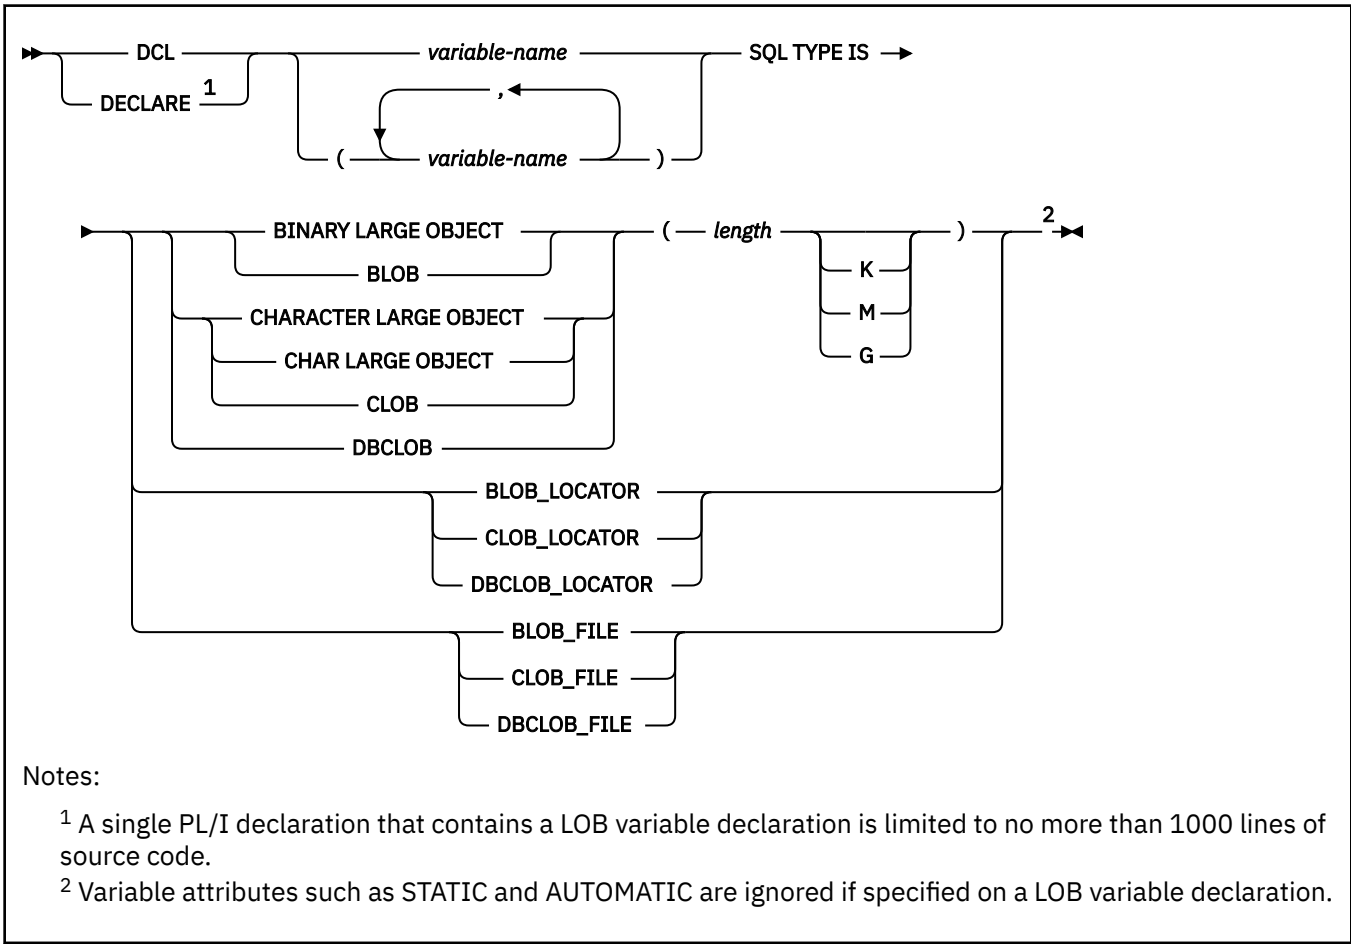 DCL variable-name SQL TYPE IS
DECLARE 1
,
( variable-name )
2
BINARY LARGE OBJECT ( length )
BLOB K
CHARACTER LARGE OBJECT M
CHAR LARGE OBJECT G
CLOB
DBCLOB
BLOB_LOCATOR
CLOB_LOCATOR
DBCLOB_LOCATOR
BLOB_FILE
CLOB_FILE
DBCLOB_FILE
Notes:
1 A single PL/I declaration that contains a LOB variable declaration is limited to no more than 1000 lines of
source code.
2 Variable attributes such as STATIC and AUTOMATIC are ignored if specified on a LOB variable declaration.